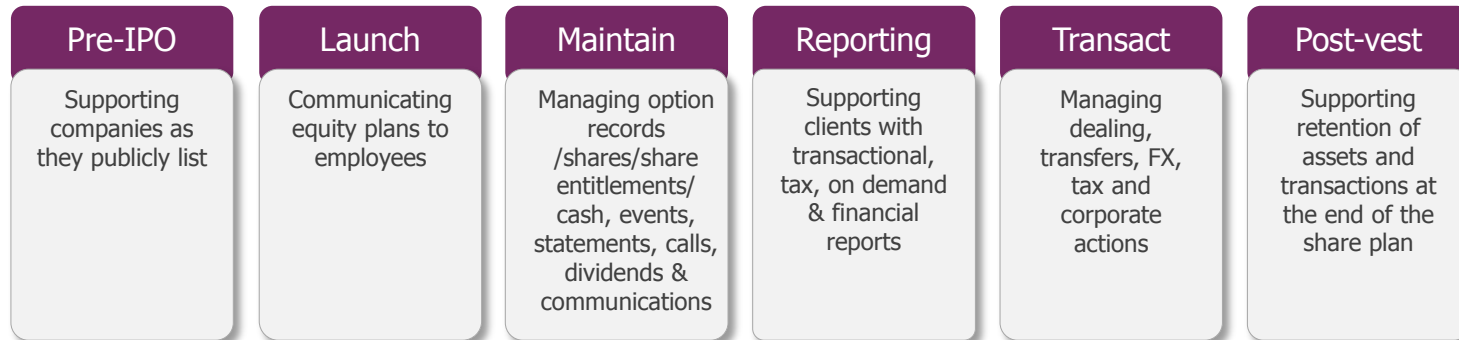 Pre-IPO
Supporting
companies as
they publicly list
Launch
Communicating
equity plans to
employees
Maintain
Managing option
records
/shares/share
entitlements/
cash, events,
statements, calls,
dividends &
communications
Reporting
Supporting
clients with
transactional,
tax, on demand
& financial
reports
Transact
Managing
dealing,
transfers, FX,
tax and
corporate
actions
Post-vest
Supporting
retention of
assets and
transactions at
the end of the
share plan